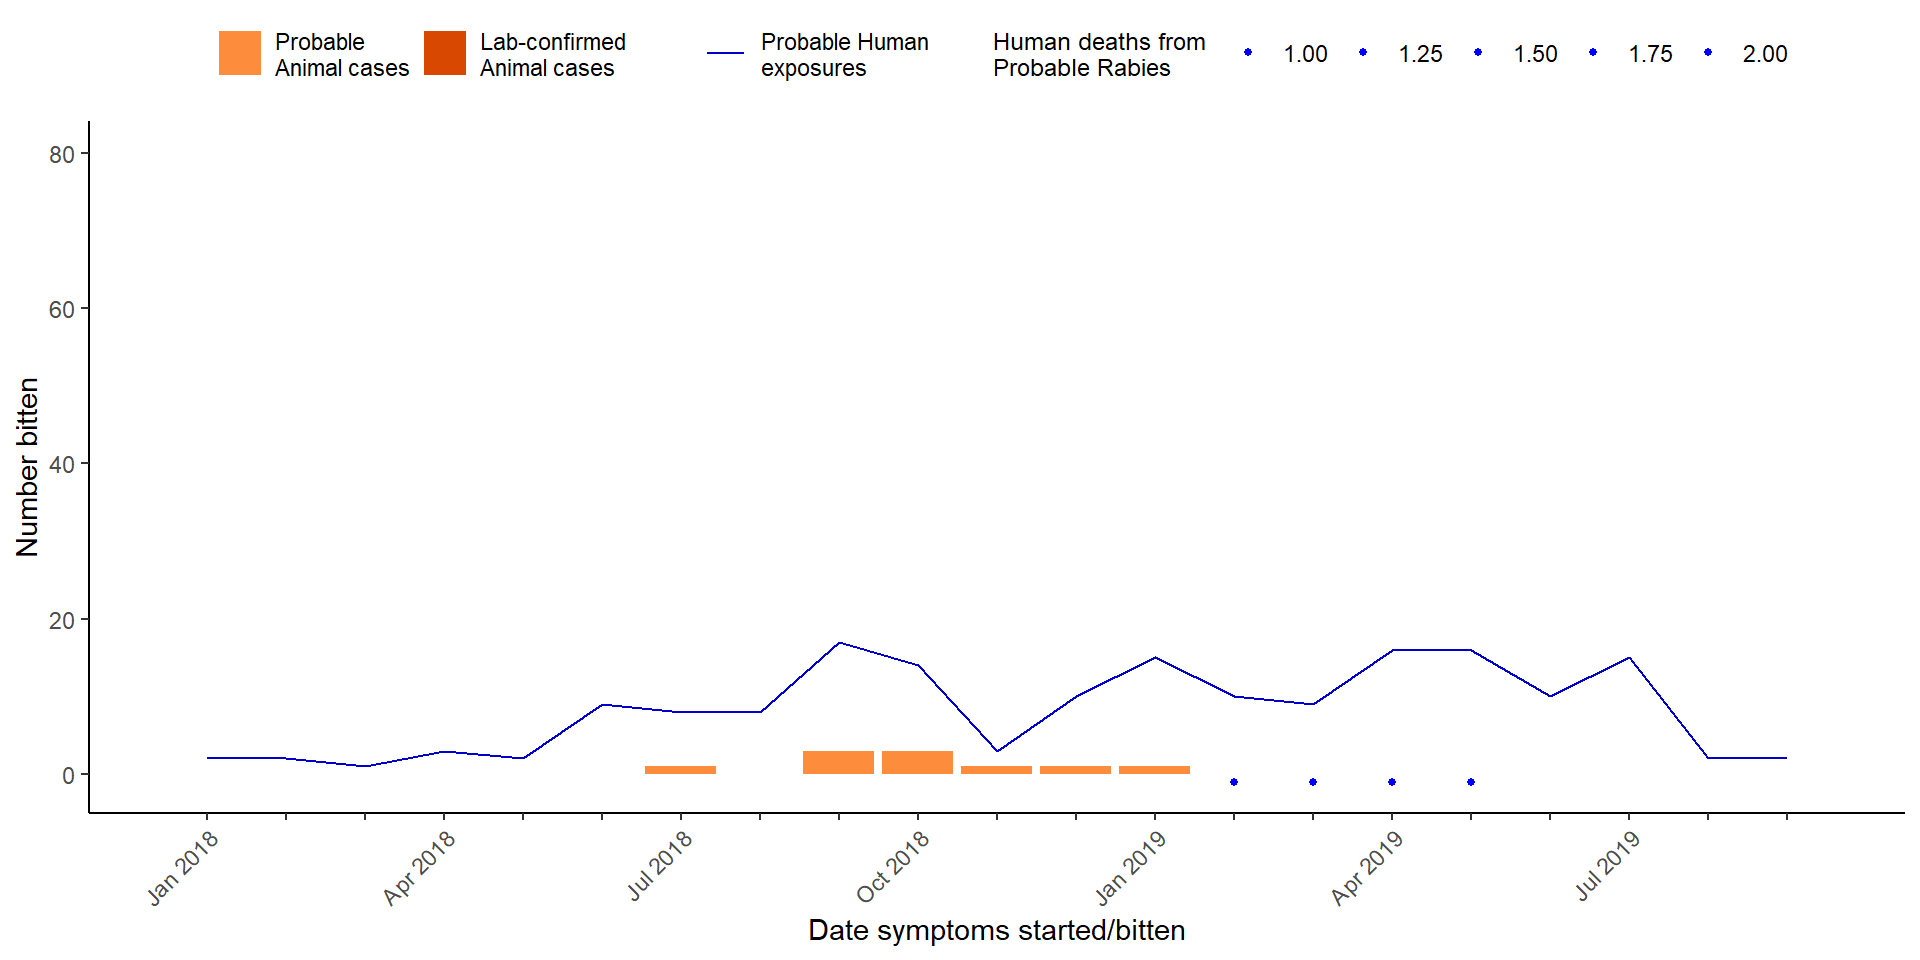 Probable
Animal cases
Lab-confirmed
Animal cases
Probable Human
exposures
Human deaths from
Probable Rabies
1.00
1.25
1.50
1.75
2.00
Number bitten
80
60
40
20
0
Jan 2018
Apr 2018
Jul 2018
Oct 2018
Jan 2019
Apr 2019
Jul 2019
Date symptoms started/bitten